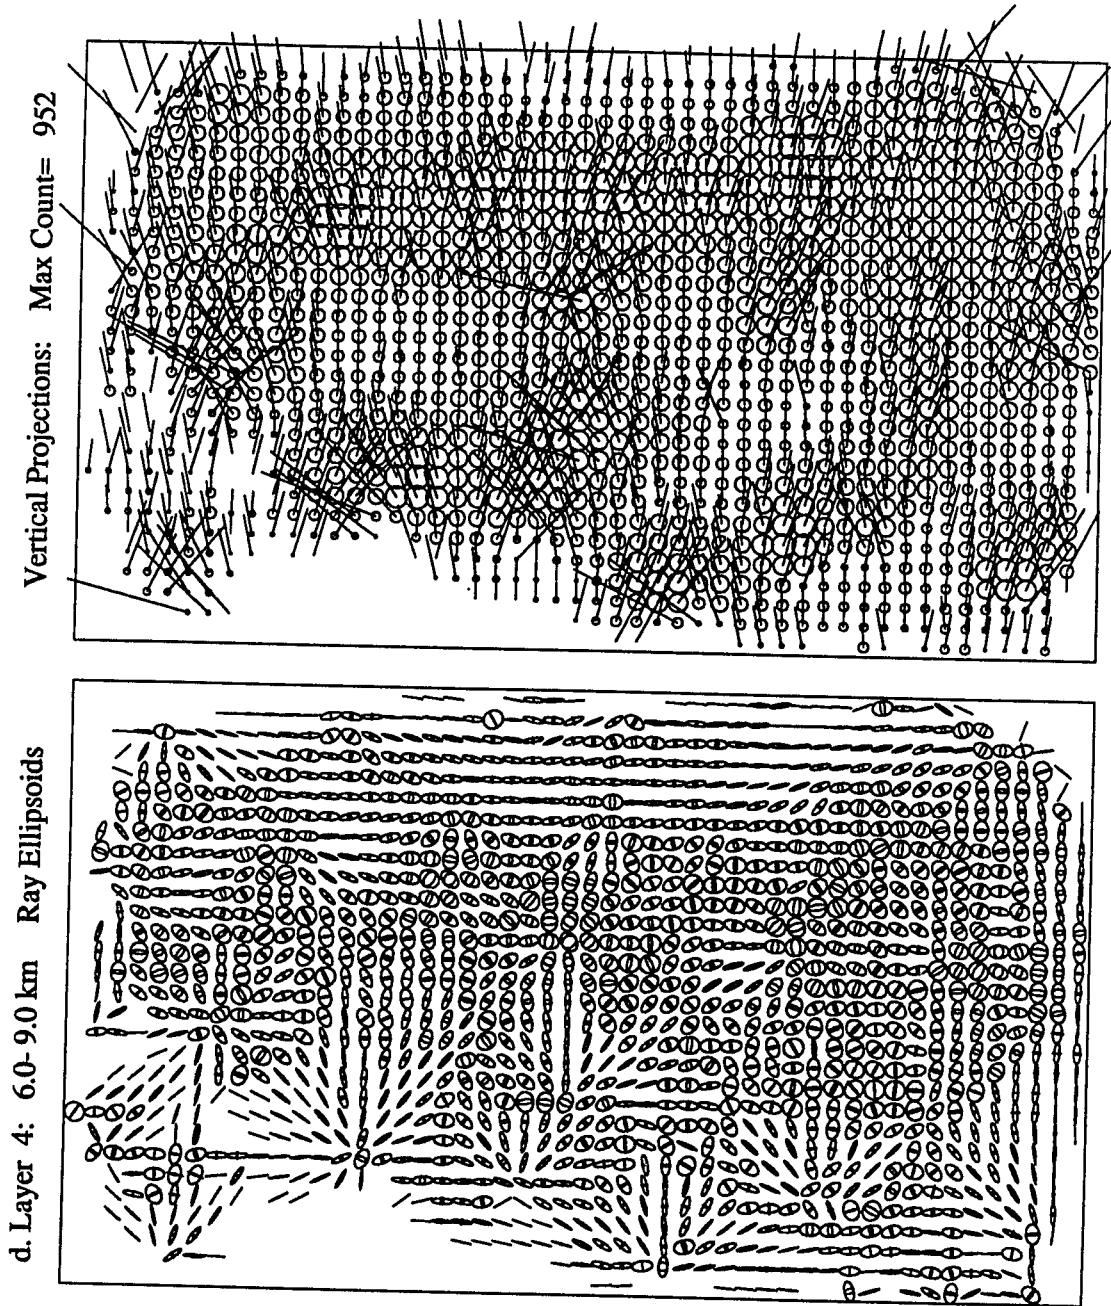 d. Layer 4: 6.0- 9.0 km Ray Ellipsoids
Vertical Projections: Max Count= 952